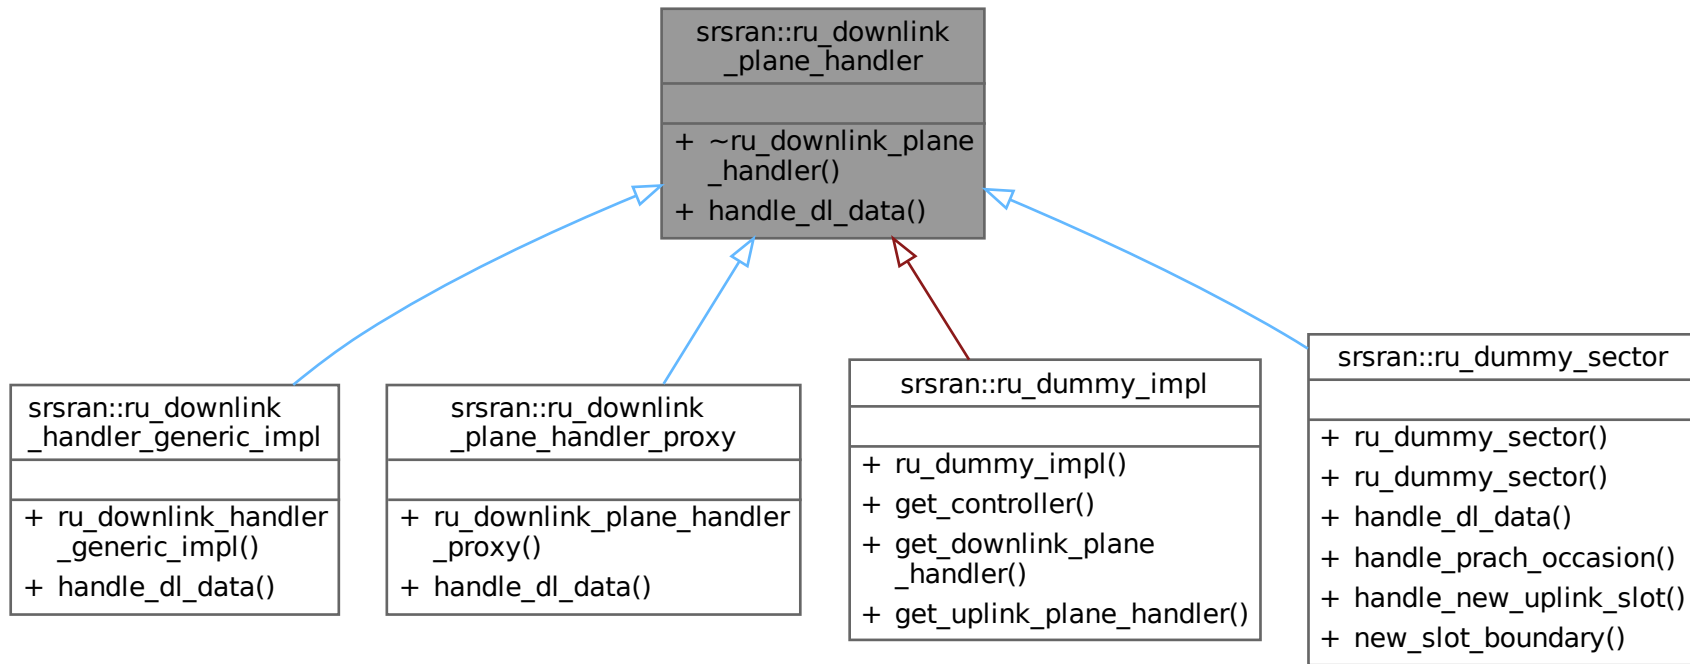 srsran::ru_downlink
_plane_handler
+ ~ru_downlink_plane
_handler()
+ handle_dl_data()
srsran::ru_downlink
_handler_generic_impl
+ ru_downlink_handler
_generic_impl()
+ handle_dl_data()
srsran::ru_downlink
_plane_handler_proxy
+ ru_downlink_plane_handler
_proxy()
+ handle_dl_data()
srsran::ru_dummy_impl
+ ru_dummy_impl()
+ get_controller()
+ get_downlink_plane
_handler()
+ get_uplink_plane_handler()
srsran::ru_dummy_sector
+ ru_dummy_sector()
+ ru_dummy_sector()
+ handle_dl_data()
+ handle_prach_occasion()
+ handle_new_uplink_slot()
+ new_slot_boundary()